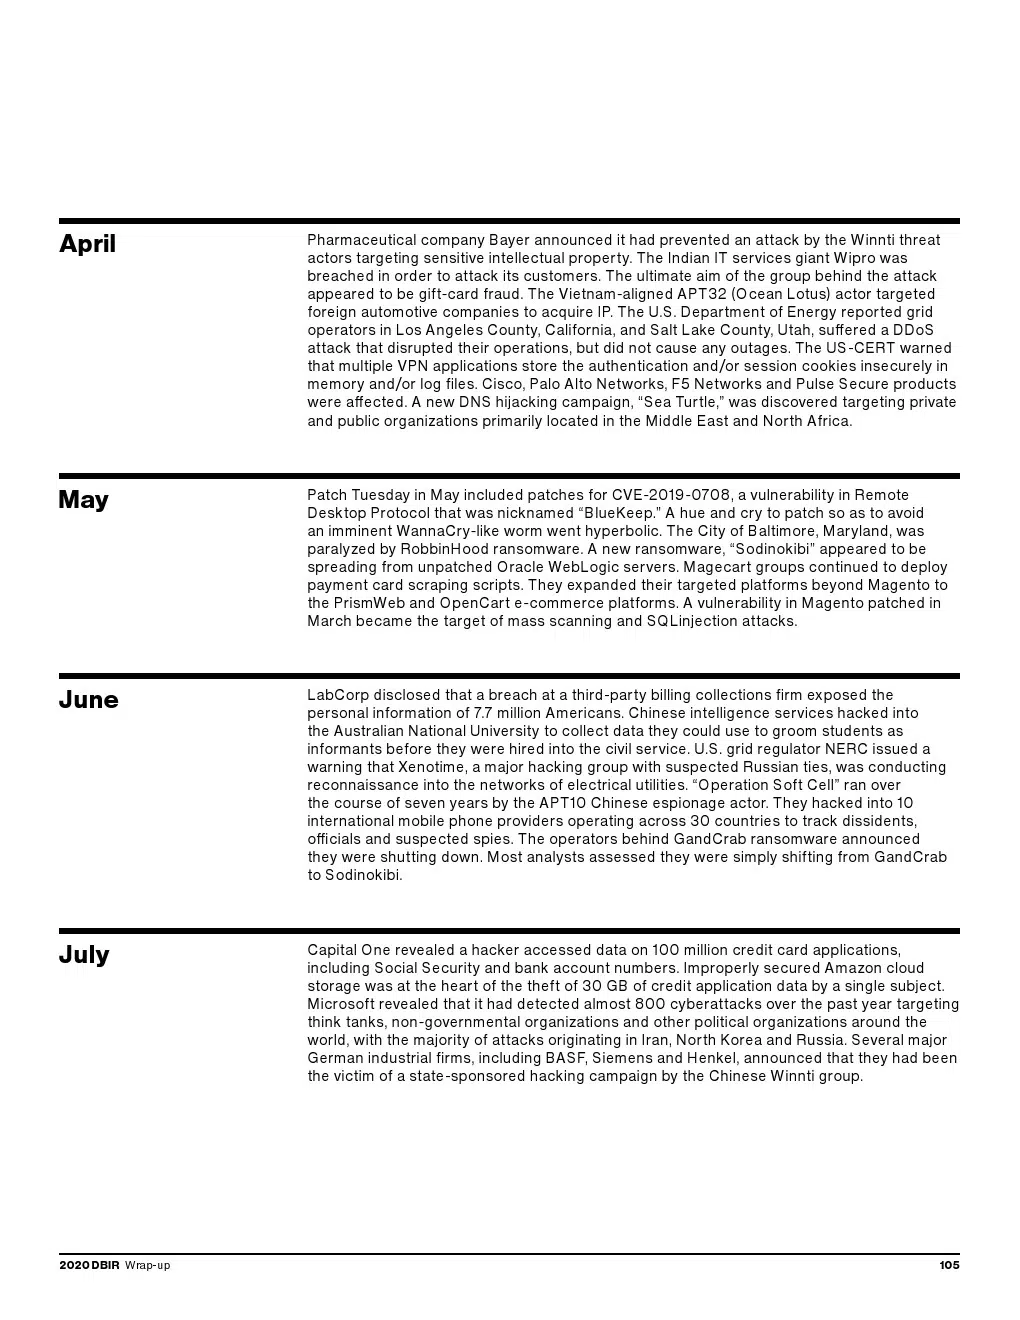 April
Pharmaceutical company Bayer announced it had prevented an attack by the Winnti threat
actors targeting sensitive intellectual property. The Indian IT services giant Wipro was
breached in order to attack its customers. The ultimate aim of the group behind the attack
appeared to be gift-card fraud. The Vietnam-aligned APT32 (Ocean Lotus) actor targeted
foreign automotive companies to acquire IP. The U.S. Department of Energy reported grid
operators in Los Angeles County, California, and Salt Lake County, Utah, suffered a DDoS
attack that disrupted their operations, but did not cause any outages. The US-CERT warned
that multiple VPN applications store the authentication and/or session cookies insecurely in
memory and/or log files. Cisco, Palo Alto Networks, F5 Networks and Pulse Secure products
were affected. A new DNS hijacking campaign, “Sea Turtle,” was discovered targeting private
and public organizations primarily located in the Middle East and North Africa.
May
Patch Tuesday in May included patches for CVE-2019-0708, a vulnerability in Remote
Desktop Protocol that was nicknamed “BlueKeep.” A hue and cry to patch so as to avoid
an imminent WannaCry-like worm went hyperbolic. The City of Baltimore, Maryland, was
paralyzed by RobbinHood ransomware. A new ransomware, “Sodinokibi” appeared to be
spreading from unpatched Oracle WebLogic servers. Magecart groups continued to deploy
payment card scraping scripts. They expanded their targeted platforms beyond Magento to
the PrismWeb and OpenCart e-commerce platforms. A vulnerability in Magento patched in
March became the target of mass scanning and SQLinjection attacks.
June
LabCorp disclosed that a breach at a third-party billing collections firm exposed the
personal information of 7.7 million Americans. Chinese intelligence services hacked into
the Australian National University to collect data they could use to groom students as
informants before they were hired into the civil service. U.S. grid regulator NERC issued a
warning that Xenotime, a major hacking group with suspected Russian ties, was conducting
reconnaissance into the networks of electrical utilities. “Operation Soft Cell” ran over
the course of seven years by the APT10 Chinese espionage actor. They hacked into 10
international mobile phone providers operating across 30 countries to track dissidents,
officials and suspected spies. The operators behind GandCrab ransomware announced
they were shutting down. Most analysts assessed they were simply shifting from GandCrab
to Sodinokibi.
July
Capital One revealed a hacker accessed data on 100 million credit card applications,
including Social Security and bank account numbers. Improperly secured Amazon cloud
storage was at the heart of the theft of 30 GB of credit application data by a single subject.
Microsoft revealed that it had detected almost 800 cyberattacks over the past year targeting
think tanks, non-governmental organizations and other political organizations around the
world, with the majority of attacks originating in Iran, North Korea and Russia. Several major
German industrial firms, including BASF, Siemens and Henkel, announced that they had been
the victim of a state-sponsored hacking campaign by the Chinese Winnti group.
2020 DBIR Wrap-up
105